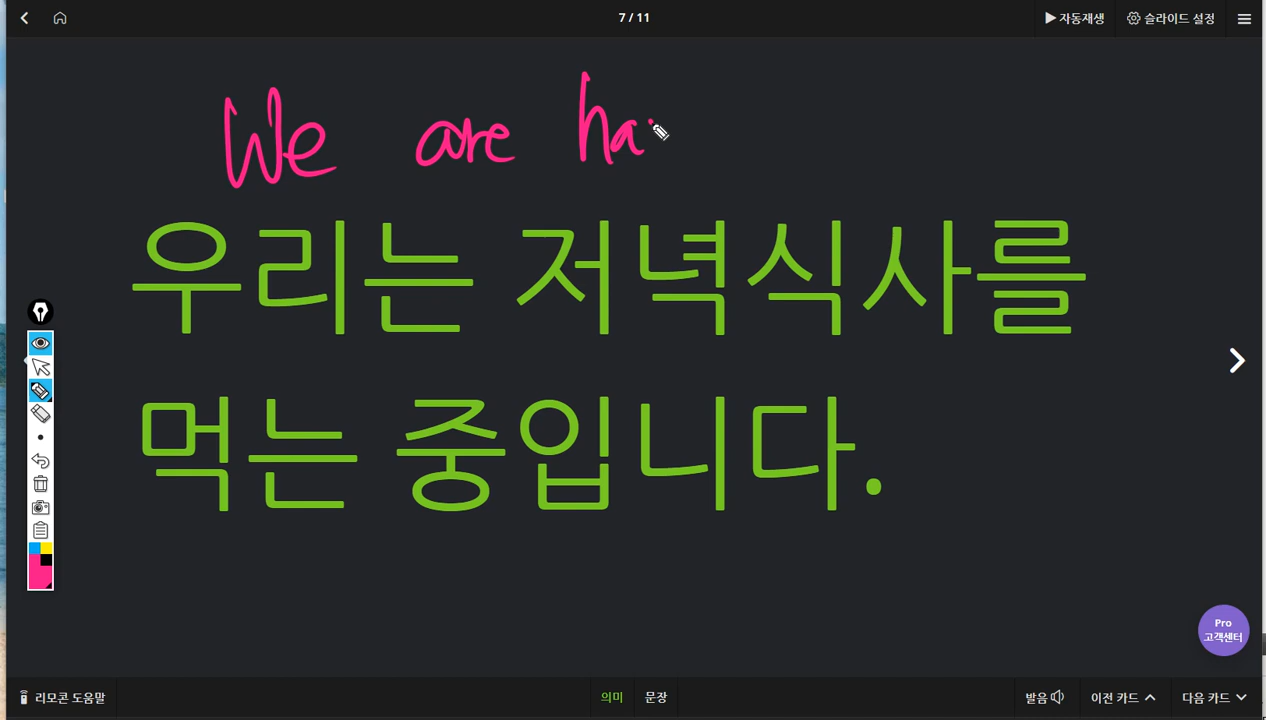 7 / 11
자동재생
슬라이드 설정
We are ha
우리는 저녁식사를
먹는 중입니다.
Pro
고객센터
리모콘 도움말
의미
문장
발음
이전 카드
다음 카드